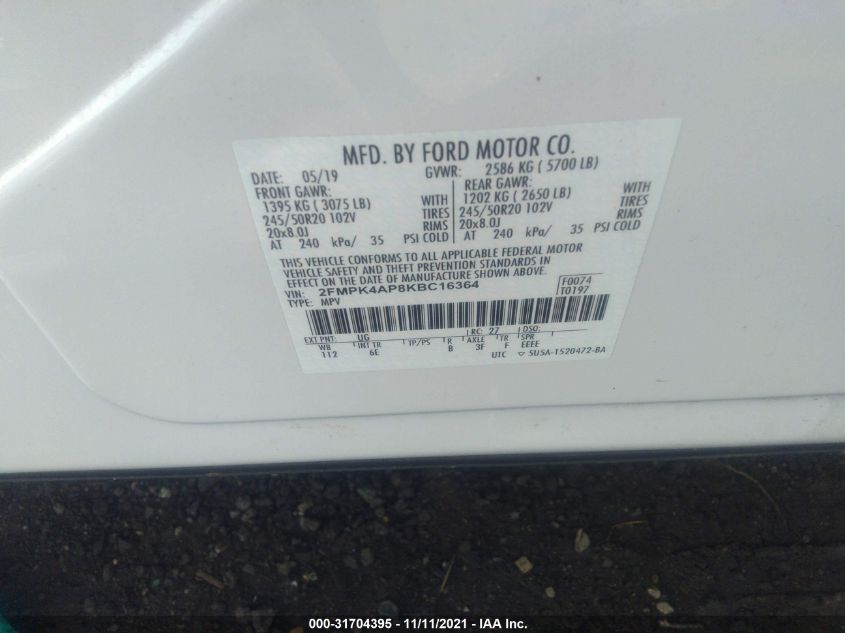 MFD. BY FORD MOTOR CO.
DATE: 05/19 GVWR: 2586 KG ( 5700 LB)
FRONT GAWR: REAR GAWR:
1395 KG ( 3075 LB) WITH 1202 KG ( 2650 LB) WITH
245/50R20 102V TIRES 245/50R20 102V TIRES
20x8.0J RIMS 20x8.0J RIMS
AT 240 kPa/ 35 PSI COLD AT 240 kPa/ 35 PSI COLD
THIS VEHICLE CONFORMS TO ALL APPLICABLE FEDERAL MOTOR
VEHICLE SAFETY AND THEFT PREVENTION STANDARDS IN
EFFECT ON THE DATE OF MANUFACTURE SHOWN ABOVE.
VIN: 2FMPK4AP8KBC16364 F0074
TYPE: MPV T0197
EXT PNT: UG RC: 27 DSO:
WB INT TR TP/PS R AXLE TR SPR
112 6E B 3F F EEEE
UTC ▽ 5U5A-1520472-BA
000-31704395 - 11/11/2021 - IAA Inc.